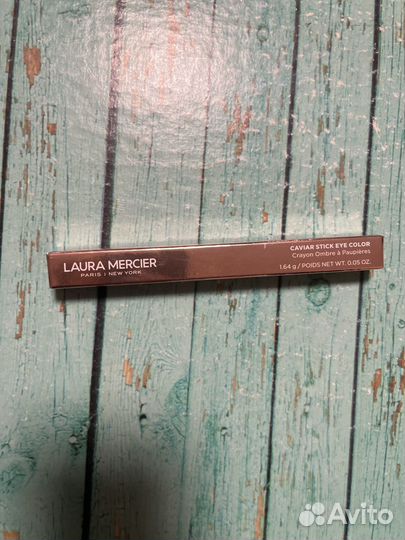 LAURA MERCIER
PARIS | NEW YORK
CAVIAR STICK EYE COLOR
Crayon Ombre à Paupières
1.64 g / POIDS NET WT. 0.05 OZ.
Avito